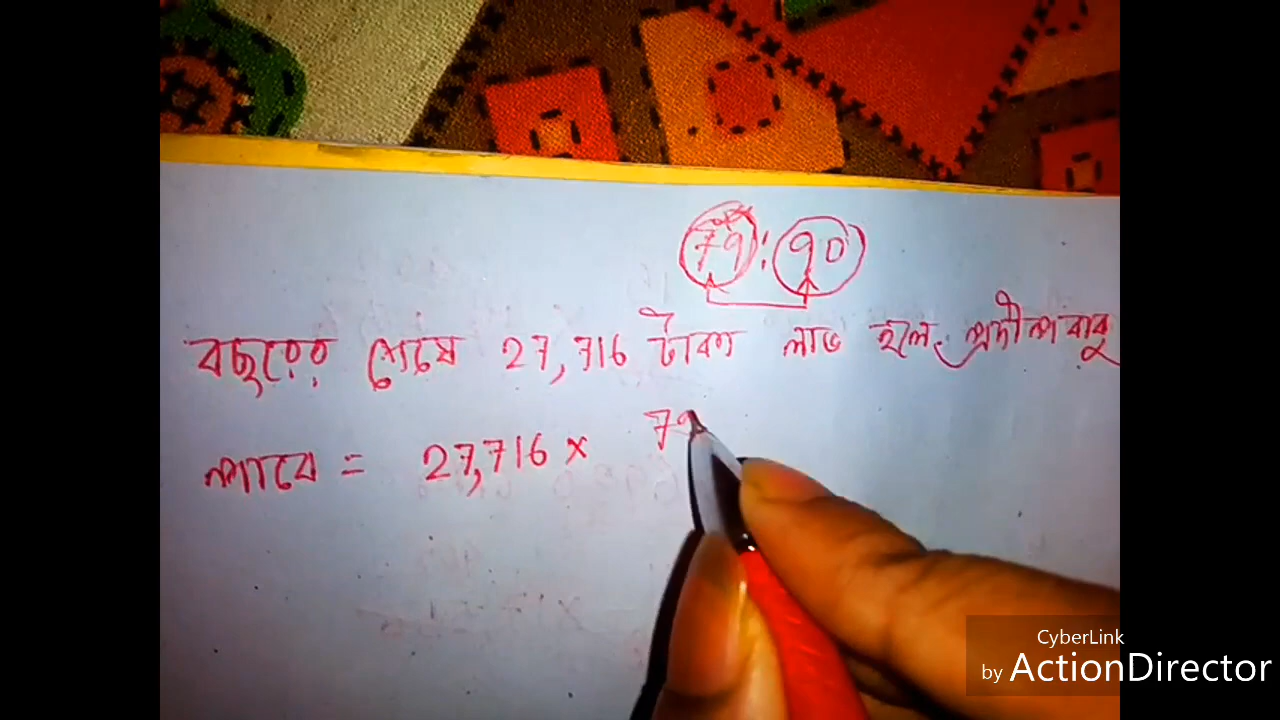 79:90
বছরের শেষে 27,716 টাকা লাভ হলে, প্রদীপবাবু
পাবে = 27,716 × 79
CyberLink
by ActionDirector